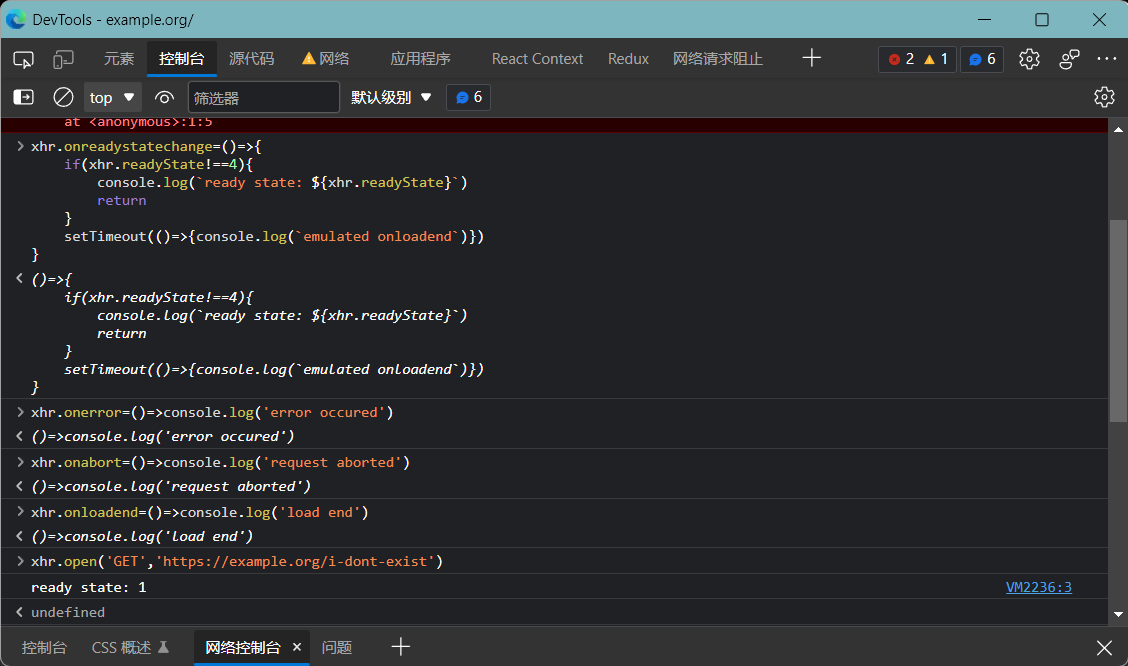 DevTools - example.org/
元素 控制台 源代码 网络 应用程序 React Context Redux 网络请求阻止 2 1 6
top 筛选器 默认级别 6
at <anonymous>:1:5
xhr.onreadystatechange=()=>{
if(xhr.readyState!==4){
console.log(`ready state: ${xhr.readyState}`)
return
}
setTimeout(()=>{console.log(`emulated onloadend`)})
}
()=>{
if(xhr.readyState!==4){
console.log(`ready state: ${xhr.readyState}`)
return
}
setTimeout(()=>{console.log(`emulated onloadend`)})
}
xhr.onerror=()=>console.log('error occured')
()=>console.log('error occured')
xhr.onabort=()=>console.log('request aborted')
()=>console.log('request aborted')
xhr.onloadend=()=>console.log('load end')
()=>console.log('load end')
xhr.open('GET','https://example.org/i-dont-exist')
ready state: 1 VM2236:3
undefined
控制台 CSS 概述 网络控制台 问题